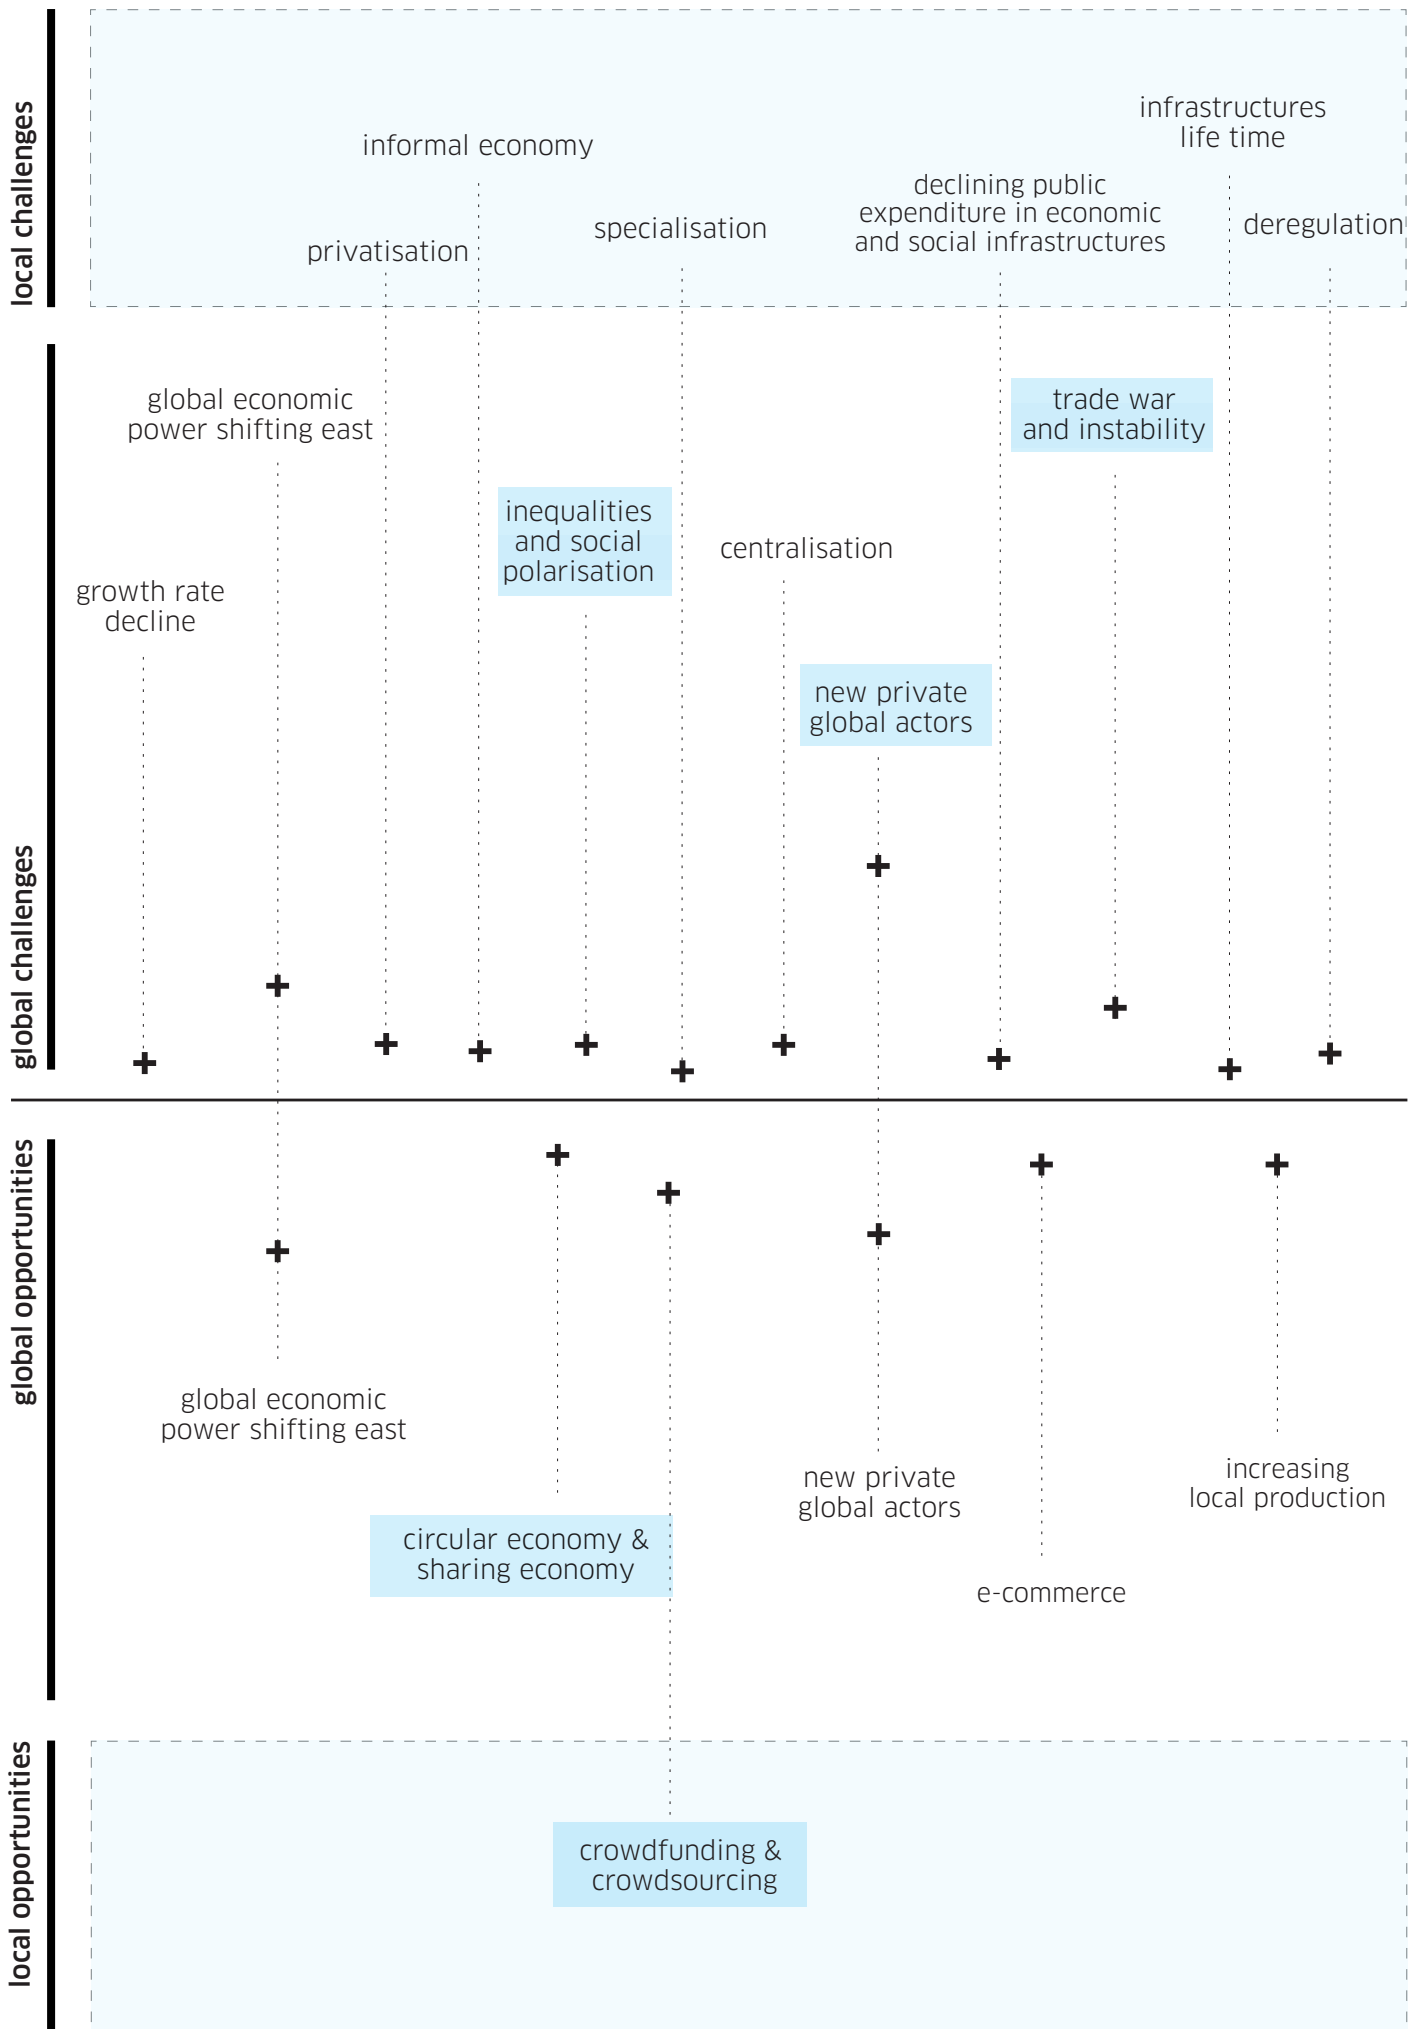 local challenges
informal economy
infrastructures
life time
privatisation
specialisation
declining public
expenditure in economic
and social infrastructures
deregulation
global challenges
global economic
power shifting east
trade war
and instability
inequalities
and social
polarisation
centralisation
growth rate
decline
new private
global actors
global opportunities
global economic
power shifting east
new private
global actors
increasing
local production
circular economy &
sharing economy
e-commerce
local opportunities
crowdfunding &
crowdsourcing